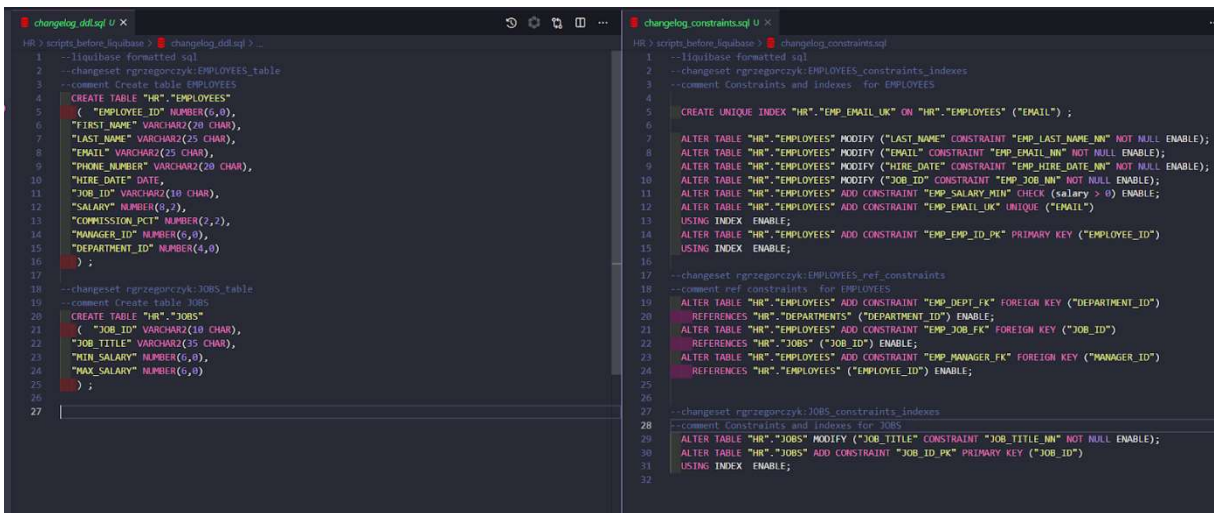 changelog_ddl.sql U ×
HR > scripts_before_liquibase > changelog_ddl.sql > ...
1 --liquibase formatted sql
2 --changeset rgrzegorczyk:EMPLOYEES_table
3 --comment Create table EMPLOYEES
4 CREATE TABLE "HR"."EMPLOYEES"
5 ( "EMPLOYEE_ID" NUMBER(6,0),
6 "FIRST_NAME" VARCHAR2(20 CHAR),
7 "LAST_NAME" VARCHAR2(25 CHAR),
8 "EMAIL" VARCHAR2(25 CHAR),
9 "PHONE_NUMBER" VARCHAR2(20 CHAR),
10 "HIRE_DATE" DATE,
11 "JOB_ID" VARCHAR2(10 CHAR),
12 "SALARY" NUMBER(8,2),
13 "COMMISSION_PCT" NUMBER(2,2),
14 "MANAGER_ID" NUMBER(6,0),
15 "DEPARTMENT_ID" NUMBER(4,0)
16 ) ;
17
18 --changeset rgrzegorczyk:JOBS_table
19 --comment Create table JOBS
20 CREATE TABLE "HR"."JOBS"
21 ( "JOB_ID" VARCHAR2(10 CHAR),
22 "JOB_TITLE" VARCHAR2(35 CHAR),
23 "MIN_SALARY" NUMBER(6,0),
24 "MAX_SALARY" NUMBER(6,0)
25 ) ;
26
27
changelog_constraints.sql U ×
HR > scripts_before_liquibase > changelog_constraints.sql
1 --liquibase formatted sql
2 --changeset rgrzegorczyk:EMPLOYEES_constraints_indexes
3 --comment Constraints and indexes for EMPLOYEES
4
5 CREATE UNIQUE INDEX "HR"."EMP_EMAIL_UK" ON "HR"."EMPLOYEES" ("EMAIL") ;
6
7 ALTER TABLE "HR"."EMPLOYEES" MODIFY ("LAST_NAME" CONSTRAINT "EMP_LAST_NAME_NN" NOT NULL ENABLE);
8 ALTER TABLE "HR"."EMPLOYEES" MODIFY ("EMAIL" CONSTRAINT "EMP_EMAIL_NN" NOT NULL ENABLE);
9 ALTER TABLE "HR"."EMPLOYEES" MODIFY ("HIRE_DATE" CONSTRAINT "EMP_HIRE_DATE_NN" NOT NULL ENABLE);
10 ALTER TABLE "HR"."EMPLOYEES" MODIFY ("JOB_ID" CONSTRAINT "EMP_JOB_NN" NOT NULL ENABLE);
11 ALTER TABLE "HR"."EMPLOYEES" ADD CONSTRAINT "EMP_SALARY_MIN" CHECK (salary > 0) ENABLE;
12 ALTER TABLE "HR"."EMPLOYEES" ADD CONSTRAINT "EMP_EMAIL_UK" UNIQUE ("EMAIL")
13 USING INDEX ENABLE;
14 ALTER TABLE "HR"."EMPLOYEES" ADD CONSTRAINT "EMP_EMP_ID_PK" PRIMARY KEY ("EMPLOYEE_ID")
15 USING INDEX ENABLE;
16
17 --changeset rgrzegorczyk:EMPLOYEES_ref_constraints
18 --comment ref constraints for EMPLOYEES
19 ALTER TABLE "HR"."EMPLOYEES" ADD CONSTRAINT "EMP_DEPT_FK" FOREIGN KEY ("DEPARTMENT_ID")
20 REFERENCES "HR"."DEPARTMENTS" ("DEPARTMENT_ID") ENABLE;
21 ALTER TABLE "HR"."EMPLOYEES" ADD CONSTRAINT "EMP_JOB_FK" FOREIGN KEY ("JOB_ID")
22 REFERENCES "HR"."JOBS" ("JOB_ID") ENABLE;
23 ALTER TABLE "HR"."EMPLOYEES" ADD CONSTRAINT "EMP_MANAGER_FK" FOREIGN KEY ("MANAGER_ID")
24 REFERENCES "HR"."EMPLOYEES" ("EMPLOYEE_ID") ENABLE;
25
26
27 --changeset rgrzegorczyk:JOBS_constraints_indexes
28 --comment Constraints and indexes for JOBS
29 ALTER TABLE "HR"."JOBS" MODIFY ("JOB_TITLE" CONSTRAINT "JOB_TITLE_NN" NOT NULL ENABLE);
30 ALTER TABLE "HR"."JOBS" ADD CONSTRAINT "JOB_ID_PK" PRIMARY KEY ("JOB_ID")
31 USING INDEX ENABLE;
32